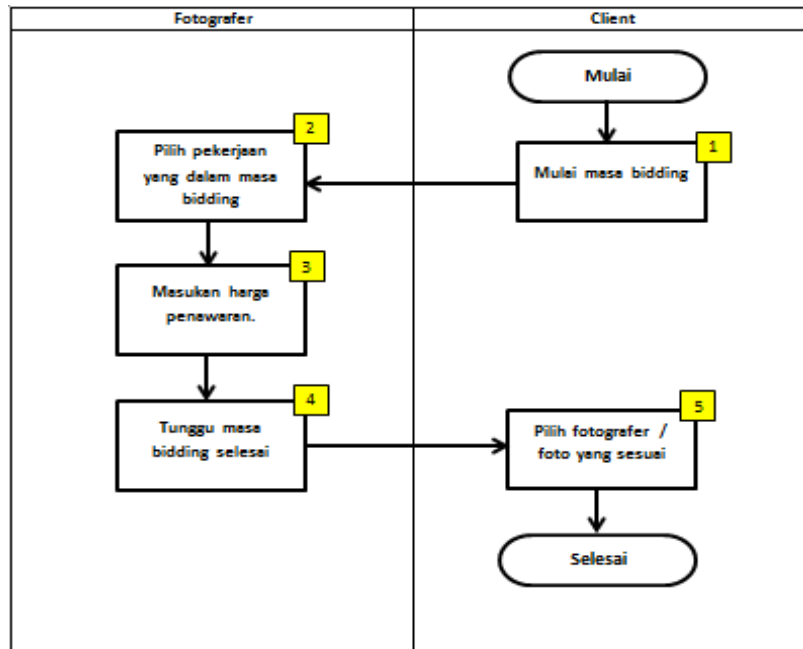 Fotografer
Client
Mulai
1
Mulai masa bidding
2
Pilih pekerjaan
yang dalam masa
bidding
3
Masukan harga
penawaran.
4
Tunggu masa
bidding selesai
5
Pilih fotografer /
foto yang sesuai
Selesai